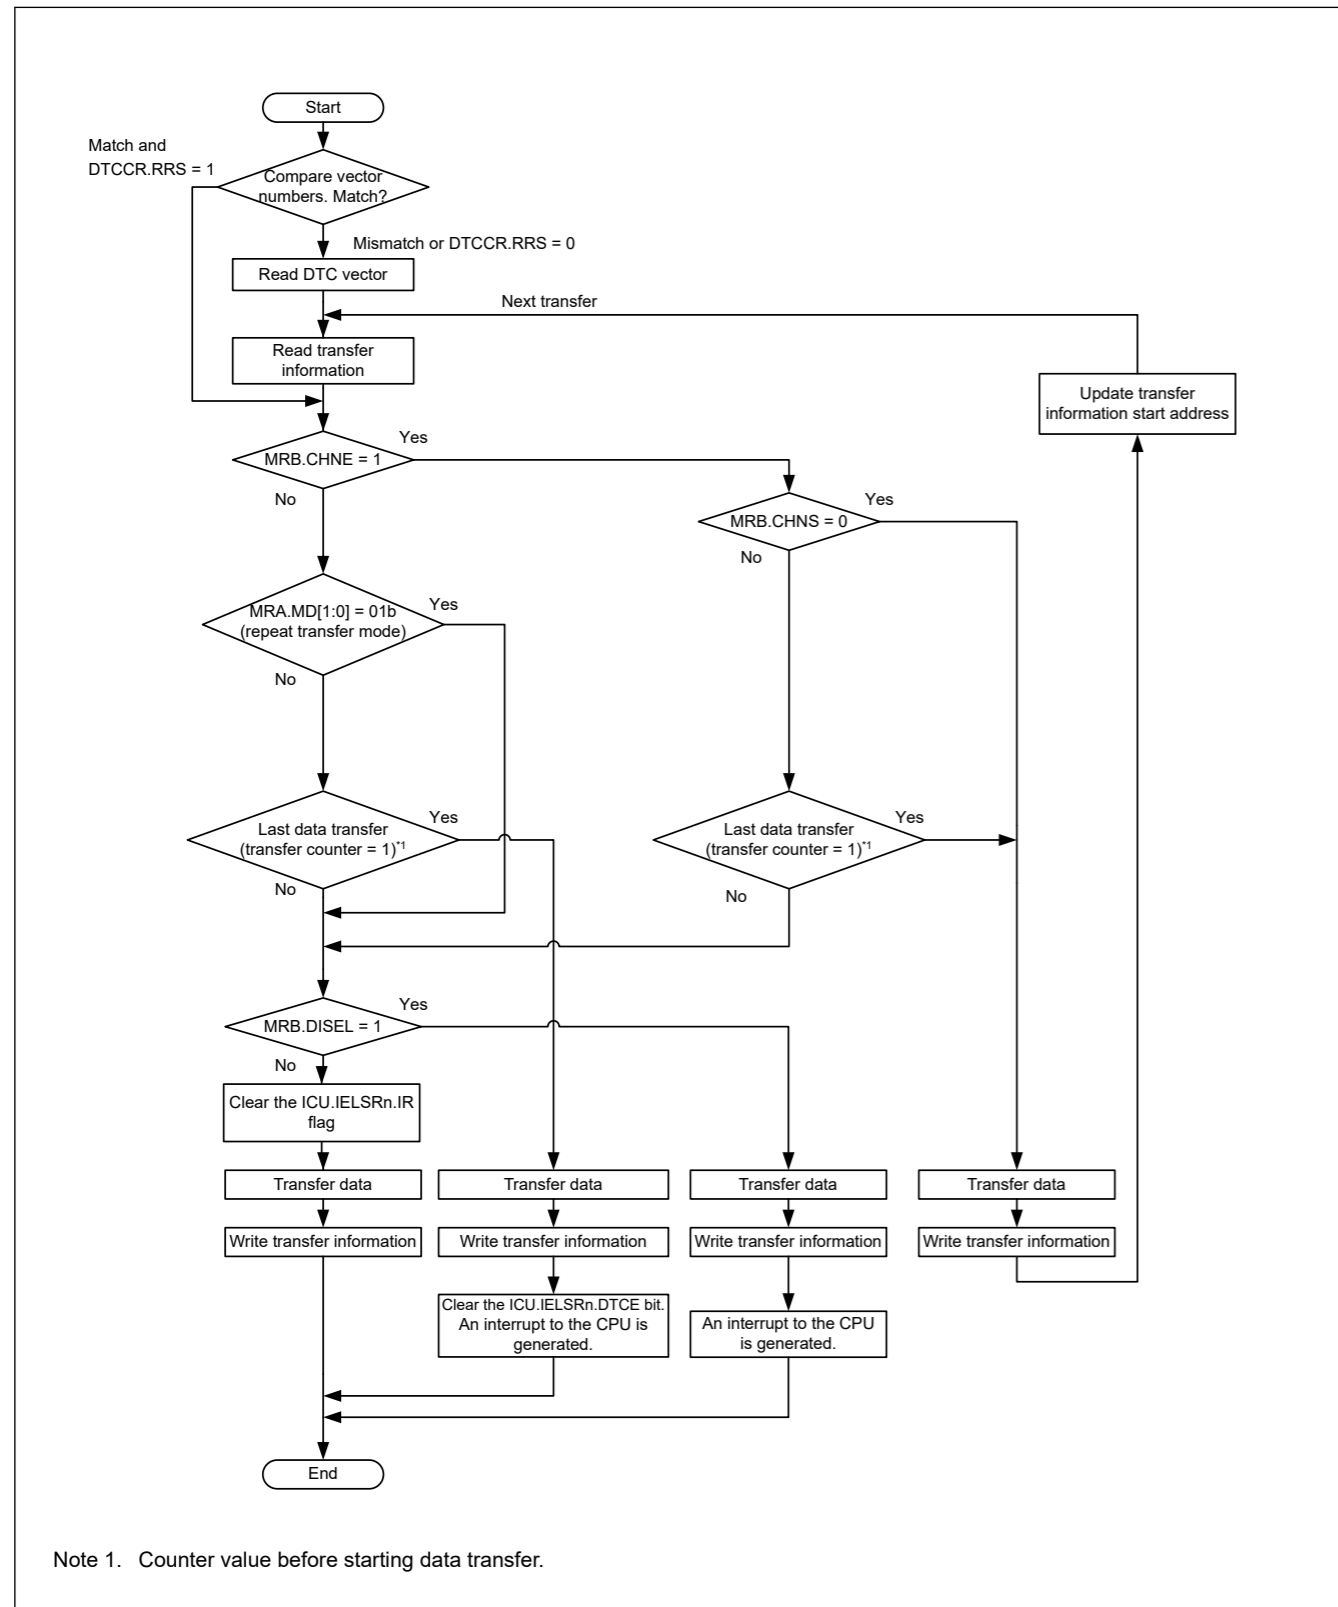 Start
Match and
DTCCR.RRS = 1
Compare vector
numbers. Match?
Mismatch or DTCCR.RRS = 0
Read DTC vector
Next transfer
Read transfer
information
Update transfer
information start address
Yes
MRB.CHNE = 1
No
Yes
MRB.CHNS = 0
No
MRA.MD[1:0] = 01b
(repeat transfer mode)
Yes
No
Last data transfer
(transfer counter = 1)*1
Yes
No
Last data transfer
(transfer counter = 1)*1
Yes
No
Yes
MRB.DISEL = 1
No
Clear the ICU.IELSRn.IR
flag
Transfer data
Transfer data
Transfer data
Transfer data
Write transfer information
Write transfer information
Write transfer information
Write transfer information
Clear the ICU.IELSRn.DTCE bit.
An interrupt to the CPU is
generated.
An interrupt to the CPU
is generated.
End
Note 1. Counter value before starting data transfer.